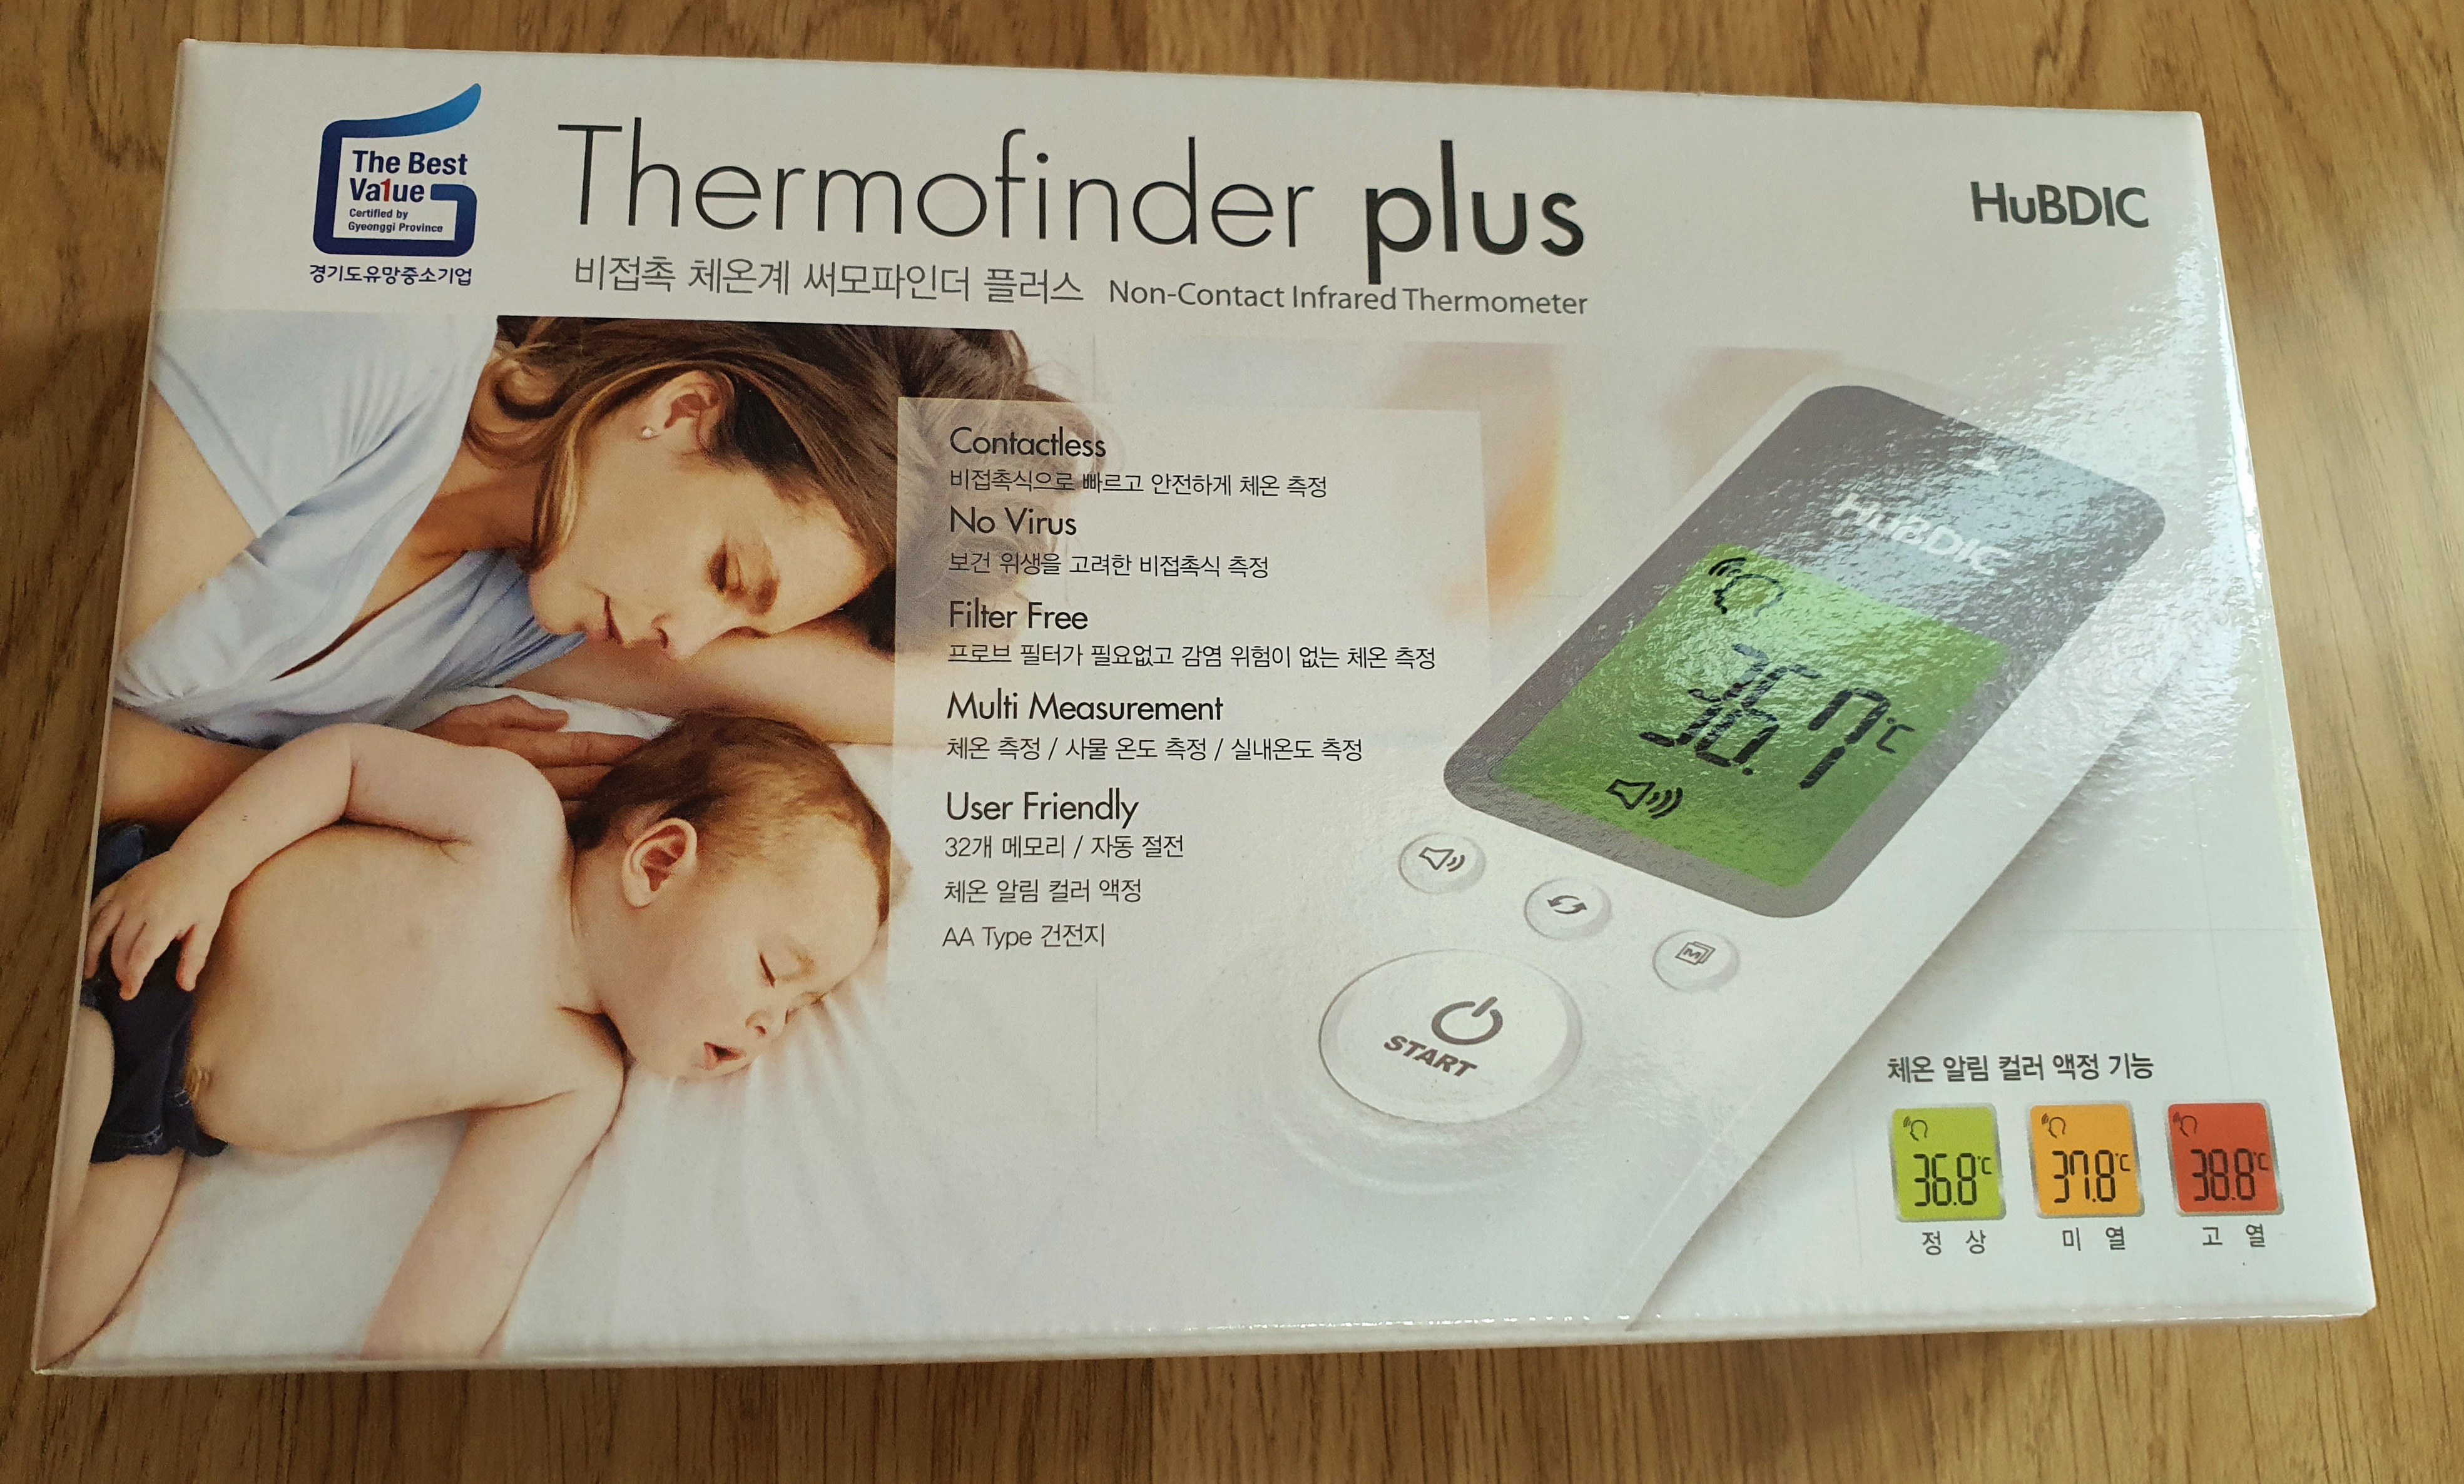 The Best
Va1ue
Certified by
Gyeonggi Province
경기도유망중소기업
Thermofinder plus
비접촉 체온계 써모파인더 플러스 Non-Contact Infrared Thermometer
HuBDIC
Contactless
비접촉식으로 빠르고 안전하게 체온 측정
No Virus
보건 위생을 고려한 비접촉식 측정
Filter Free
프로브 필터가 필요없고 감염 위험이 없는 체온 측정
Multi Measurement
체온 측정 / 사물 온도 측정 / 실내온도 측정
User Friendly
32개 메모리 / 자동 절전
체온 알림 컬러 액정
AA Type 건전지
HuBDIC
36.7℃
M
START
체온 알림 컬러 액정 기능
36.8℃ 37.8℃ 38.8℃
정 상 미 열 고 열